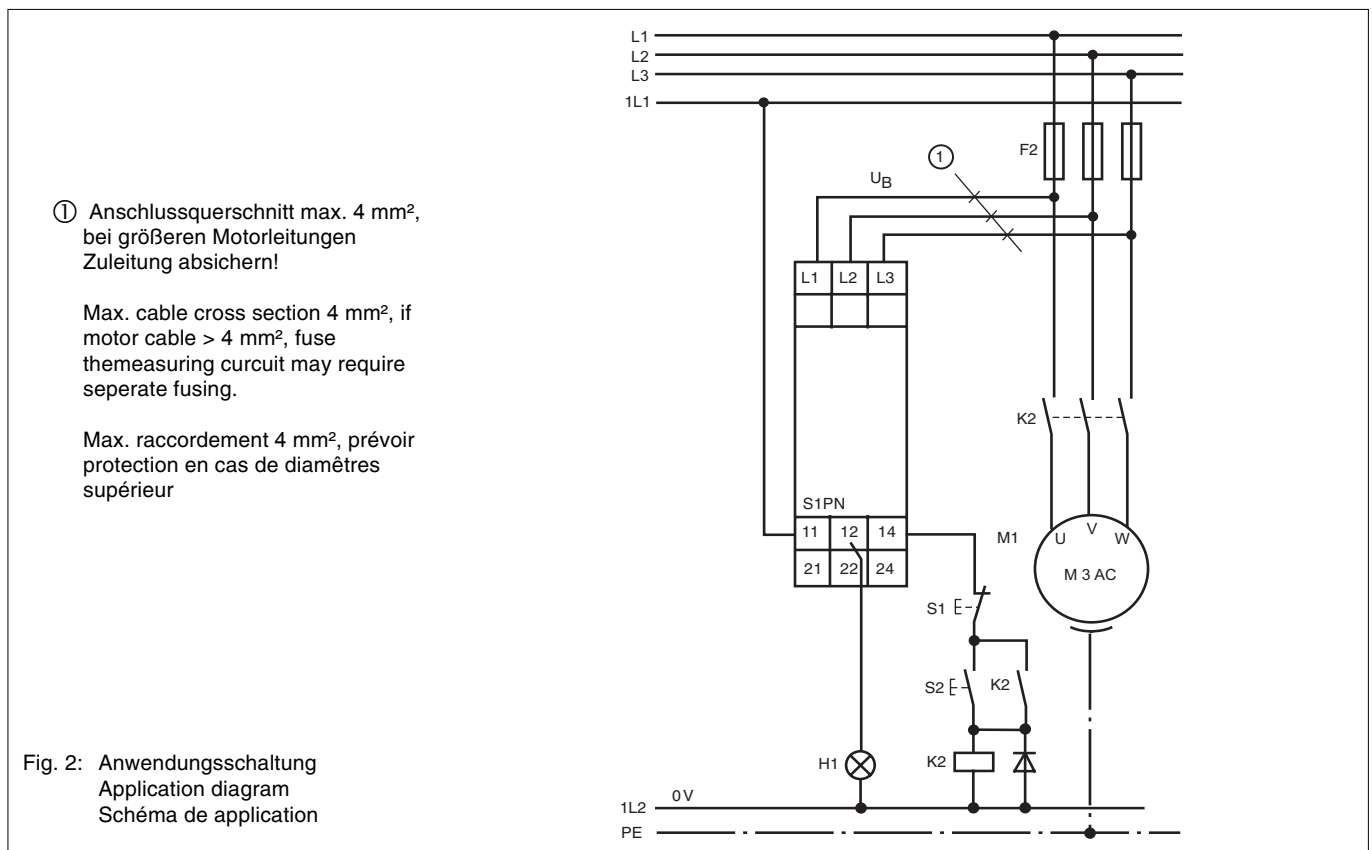 ① Anschlussquerschnitt max. 4 mm²,
bei größeren Motorleitungen
Zuleitung absichern!
Max. cable cross section 4 mm², if
motor cable > 4 mm², fuse
themeasuring curcuit may require
seperate fusing.
Max. raccordement 4 mm², prévoir
protection en cas de diamêtres
supérieur
Fig. 2: Anwendungsschaltung
Application diagram
Schéma de application
L1
L2
L3
1L1
F2
①
UB
L1 L2 L3
K2
S1PN
11 12 14
21 22 24
M1
U V W
M 3 AC
S1
S2
K2
H1
K2
0 V
1L2
PE